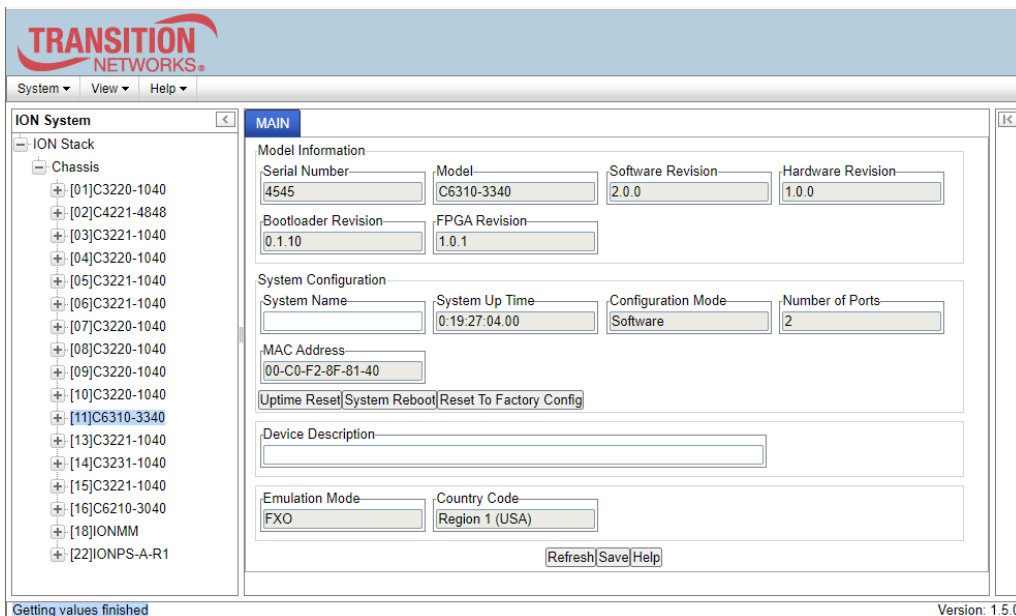 TRANSITION
NETWORKS®
System View Help
ION System
ION Stack
Chassis
[01]C3220-1040
[02]C4221-4848
[03]C3221-1040
[04]C3220-1040
[05]C3221-1040
[06]C3221-1040
[07]C3220-1040
[08]C3220-1040
[09]C3220-1040
[10]C3220-1040
[11]C6310-3340
[13]C3221-1040
[14]C3231-1040
[15]C3221-1040
[16]C6210-3040
[18]IONMM
[22]IONPS-A-R1
MAIN
Model Information
Serial Number Model Software Revision Hardware Revision
4545 C6310-3340 2.0.0 1.0.0
Bootloader Revision FPGA Revision
0.1.10 1.0.1
System Configuration
System Name System Up Time Configuration Mode Number of Ports
0:19:27:04.00 Software 2
MAC Address
00-C0-F2-8F-81-40
Uptime Reset System Reboot Reset To Factory Config
Device Description
Emulation Mode Country Code
FXO Region 1 (USA)
Refresh Save Help
Getting values finished Version: 1.5.0